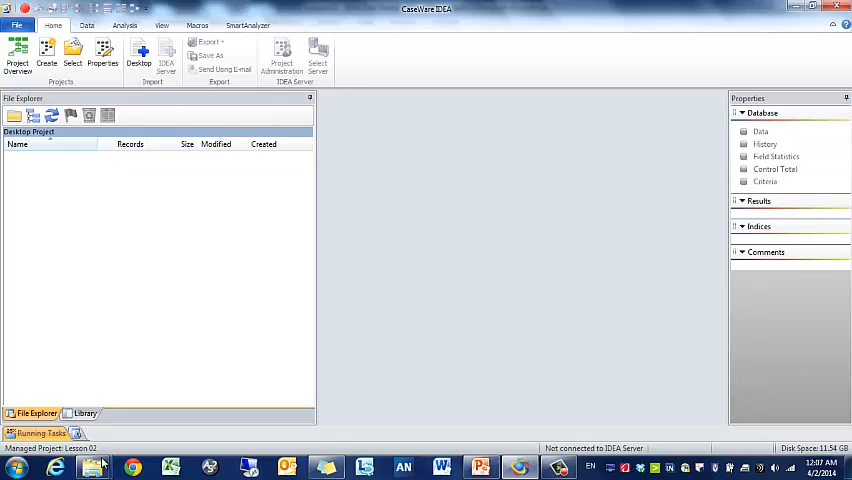 CaseWare IDEA
File Home Data Analysis View Macros SmartAnalyzer
Project Overview
Create
Select
Properties
Desktop
IDEA Server
Export
Save As
Send Using E-mail
Project Administration
Select Server
Projects Import Export IDEA Server
File Explorer
Desktop Project
Name Records Size Modified Created
Properties
Database
Data
History
Field Statistics
Control Total
Criteria
Results
Indices
Comments
File Explorer Library
Running Tasks
Managed Project: Lesson 02 Not connected to IDEA Server Disk Space: 11.54 GB
EN 12:07 AM
4/2/2014